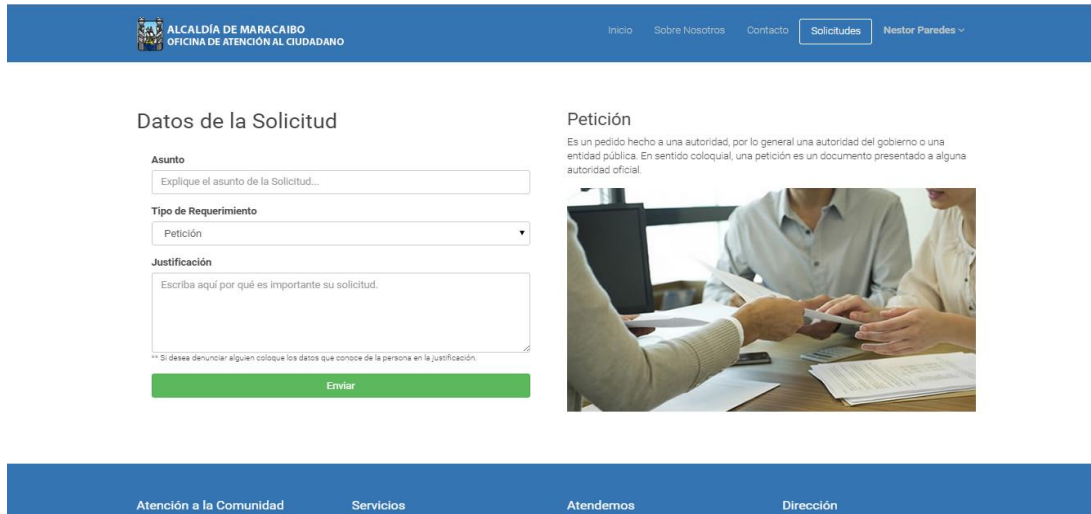 ALCALDÍA DE MARACAIBO
OFICINA DE ATENCIÓN AL CIUDADANO
Inicio
Sobre Nosotros
Contacto
Solicitudes
Nestor Paredes
Datos de la Solicitud
Asunto
Explique el asunto de la Solicitud...
Tipo de Requerimiento
Petición
Justificación
Escriba aquí por qué es importante su solicitud.
** Si desea denunciar alguien coloque los datos que conoce de la persona en la justificación.
Enviar
Petición
Es un pedido hecho a una autoridad, por lo general una autoridad del gobierno o una
entidad pública. En sentido coloquial, una petición es un documento presentado a alguna
autoridad oficial.
Atención a la Comunidad
Servicios
Atendemos
Dirección